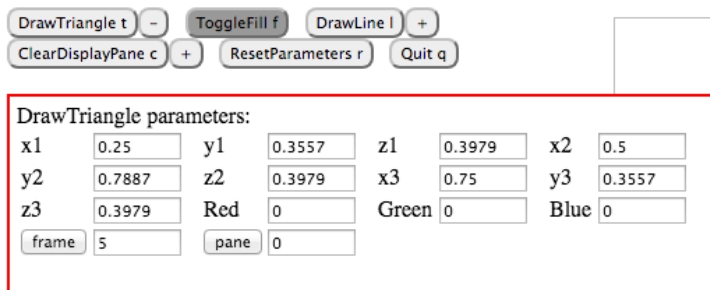 DrawTriangle t - ToggleFill f DrawLine l +
ClearDisplayPane c + ResetParameters r Quit q
DrawTriangle parameters:
x1 0.25 y1 0.3557 z1 0.3979 x2 0.5
y2 0.7887 z2 0.3979 x3 0.75 y3 0.3557
z3 0.3979 Red 0 Green 0 Blue 0
frame 5 pane 0